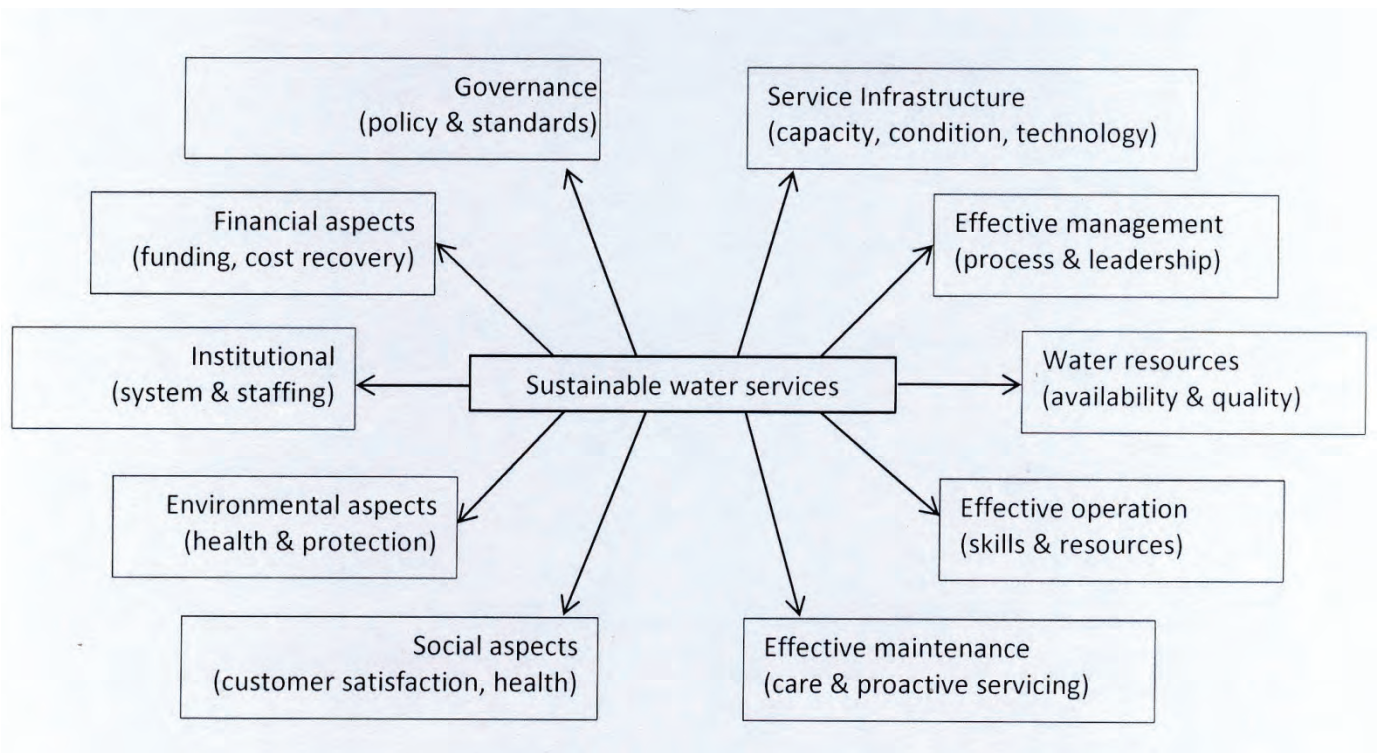 Governance
(policy & standards)
Service Infrastructure
(capacity, condition, technology)
Financial aspects
(funding, cost recovery)
Effective management
(process & leadership)
Institutional
(system & staffing)
Sustainable water services
Water resources
(availability & quality)
Environmental aspects
(health & protection)
Effective operation
(skills & resources)
Social aspects
(customer satisfaction, health)
Effective maintenance
(care & proactive servicing)